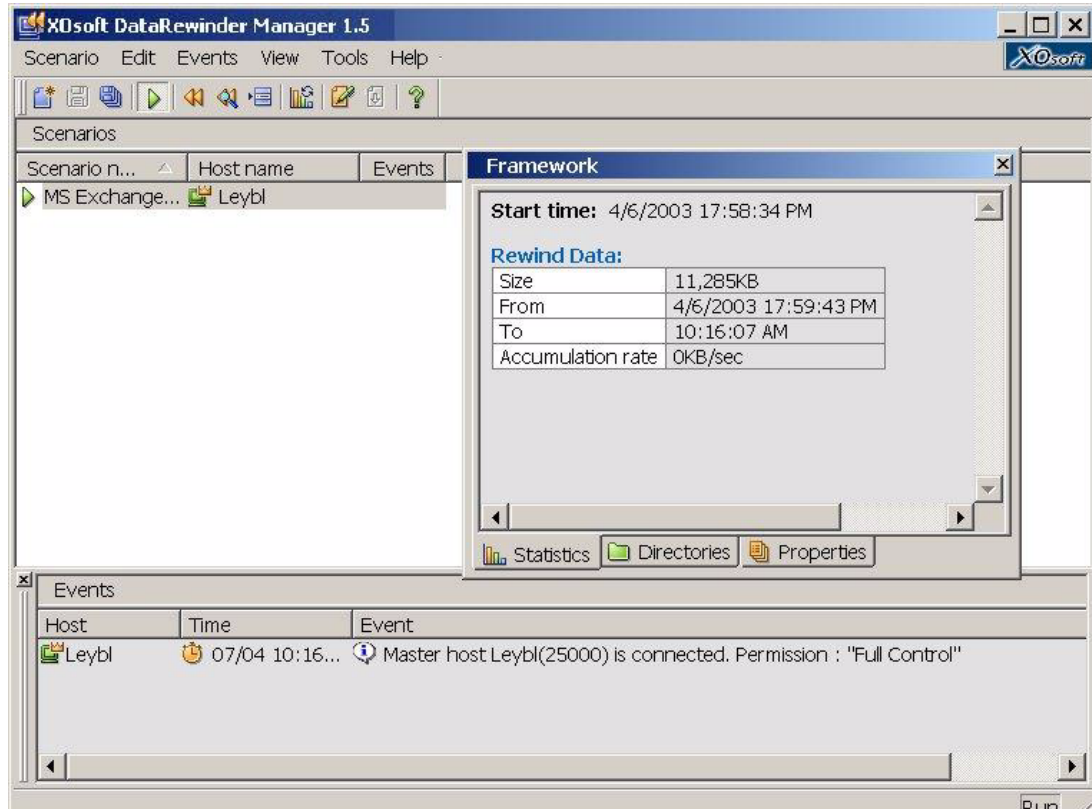 XOsoft DataRewinder Manager 1.5
Scenario Edit Events View Tools Help
XOsoft
Scenarios
Scenario n... Host name Events
MS Exchange... Leybl
Framework
Start time: 4/6/2003 17:58:34 PM
Rewind Data:
Size 11,285KB
From 4/6/2003 17:59:43 PM
To 10:16:07 AM
Accumulation rate 0KB/sec
Statistics Directories Properties
Events
Host Time Event
Leybl 07/04 10:16... Master host Leybl(25000) is connected. Permission : "Full Control"
Run